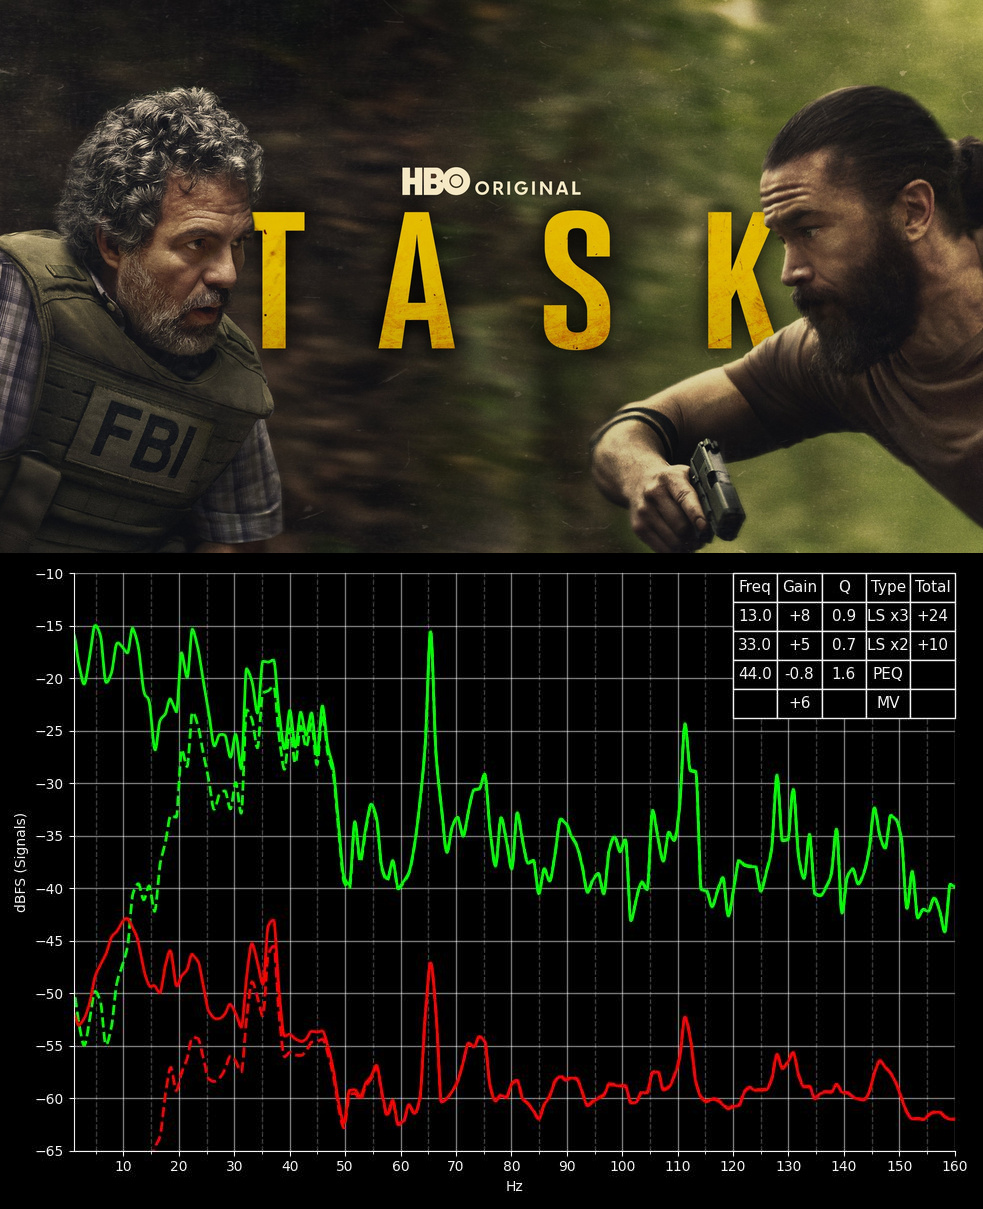 HBO ORIGINAL
TASK
FBI
Freq Gain Q Type Total
13.0 +8 0.9 LS x3 +24
33.0 +5 0.7 LS x2 +10
44.0 -0.8 1.6 PEQ
+6 MV
dBFS (Signals)
−10
−15
−20
−25
−30
−35
−40
−45
−50
−55
−60
−65
10 20 30 40 50 60 70 80 90 100 110 120 130 140 150 160
Hz